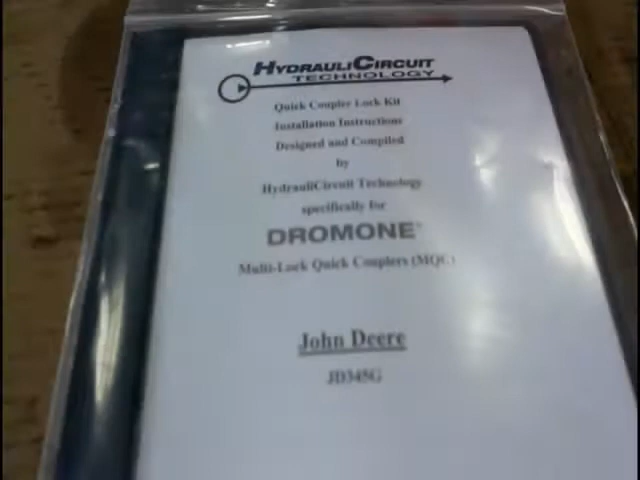 HYDRAULICIRCUIT
TECHNOLOGY
Quick Coupler Lock Kit
Installation Instructions
Designed and Compiled
by
HydrauliCircuit Technology
specifically for
DROMONE®
Multi-Lock Quick Couplers (MQC)
John Deere
JD345G